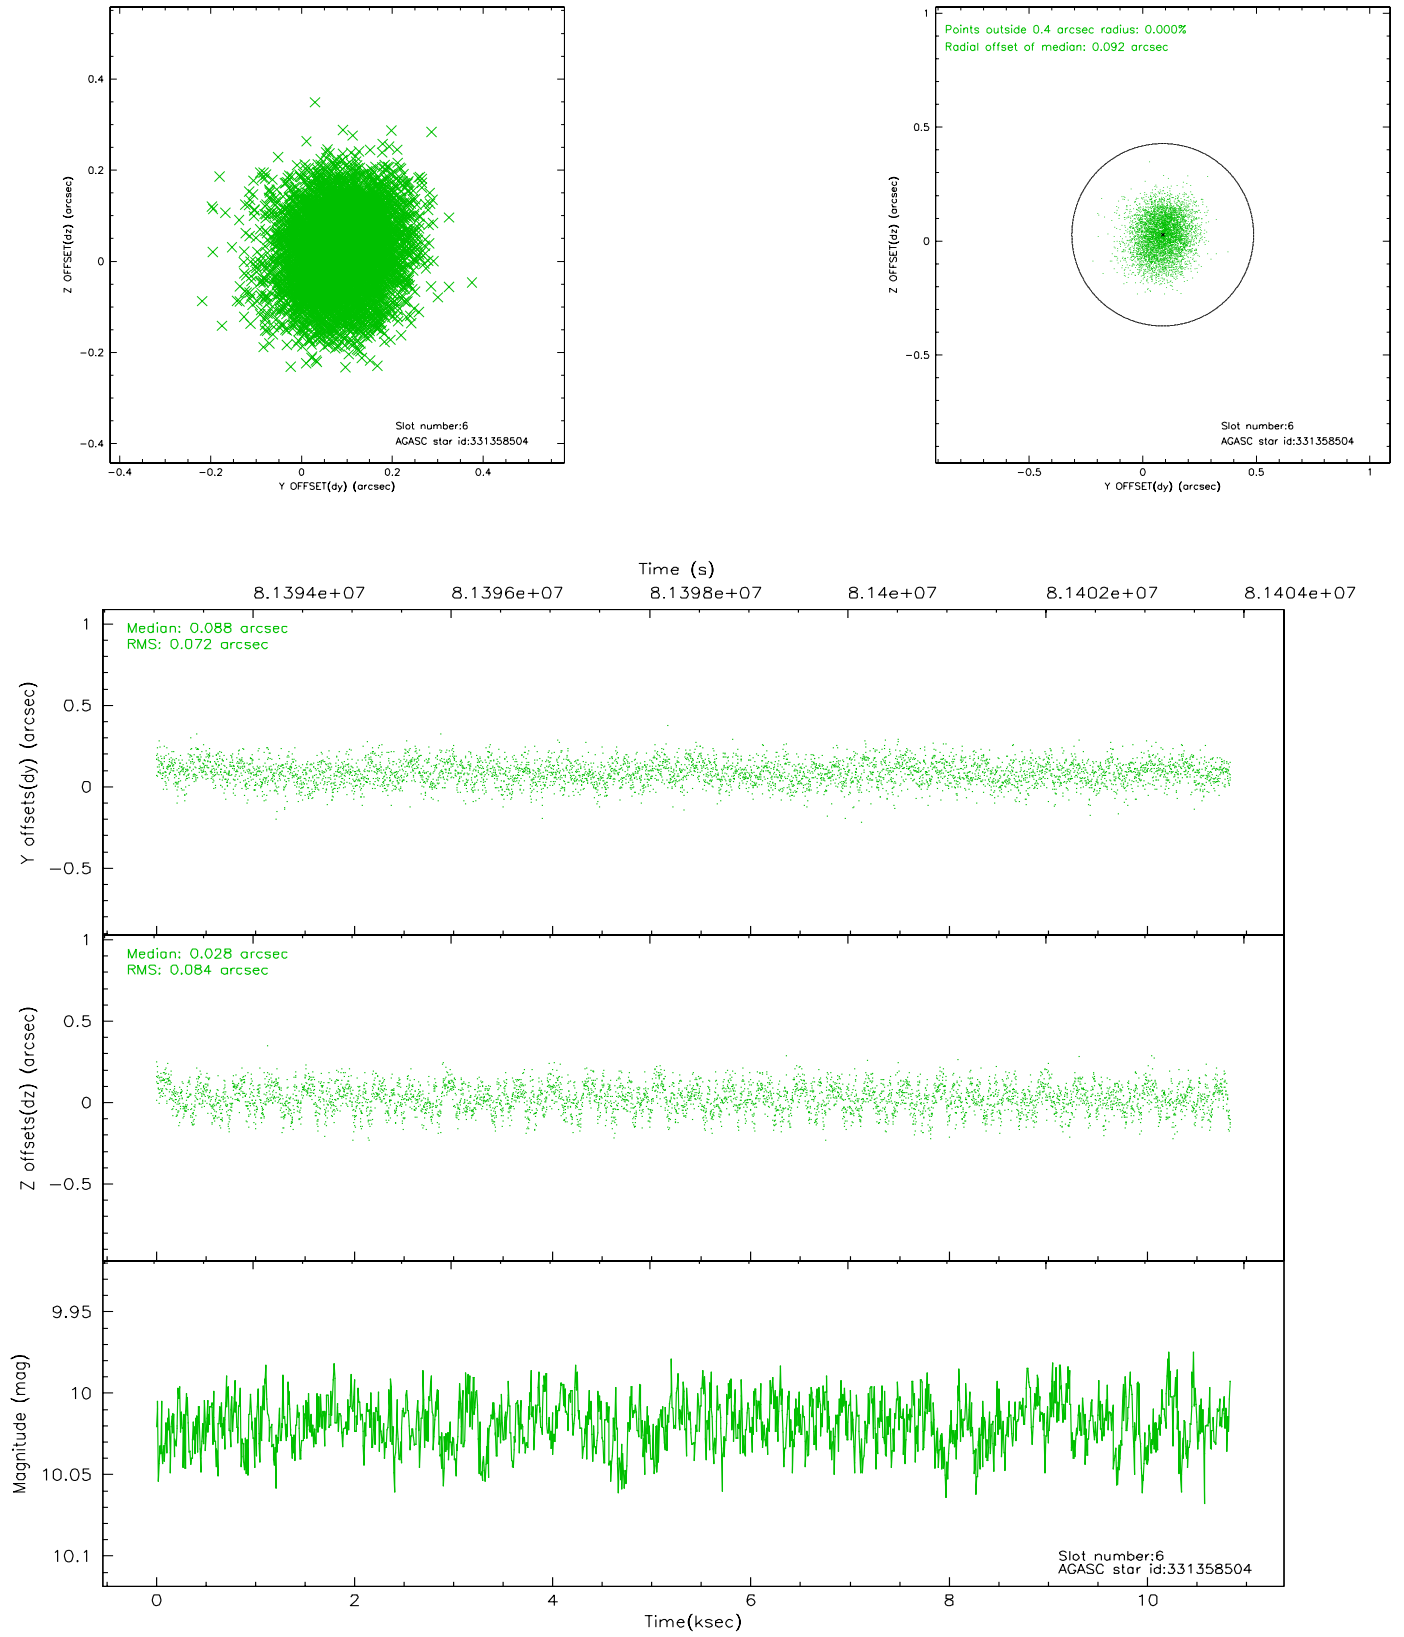 0.4
0.2
0
−0.2
−0.4
Z OFFSET(dz) (arcsec)
−0.4 −0.2 0 0.2 0.4
Y OFFSET(dy) (arcsec)
Slot number:6
AGASC star id:331358504
Points outside 0.4 arcsec radius: 0.000%
Radial offset of median: 0.092 arcsec
1
0.5
0
−0.5
Z OFFSET(dz) (arcsec)
−0.5 0 0.5 1
Y OFFSET(dy) (arcsec)
Slot number:6
AGASC star id:331358504
Time (s)
8.1394e+07 8.1396e+07 8.1398e+07 8.14e+07 8.1402e+07 8.1404e+07
Median: 0.088 arcsec
RMS: 0.072 arcsec
1
0.5
0
−0.5
Y offsets(dy) (arcsec)
Median: 0.028 arcsec
RMS: 0.084 arcsec
1
0.5
0
−0.5
Z offsets(dz) (arcsec)
9.95
10
10.05
10.1
Magnitude (mag)
Slot number:6
AGASC star id:331358504
0 2 4 6 8 10
Time(ksec)